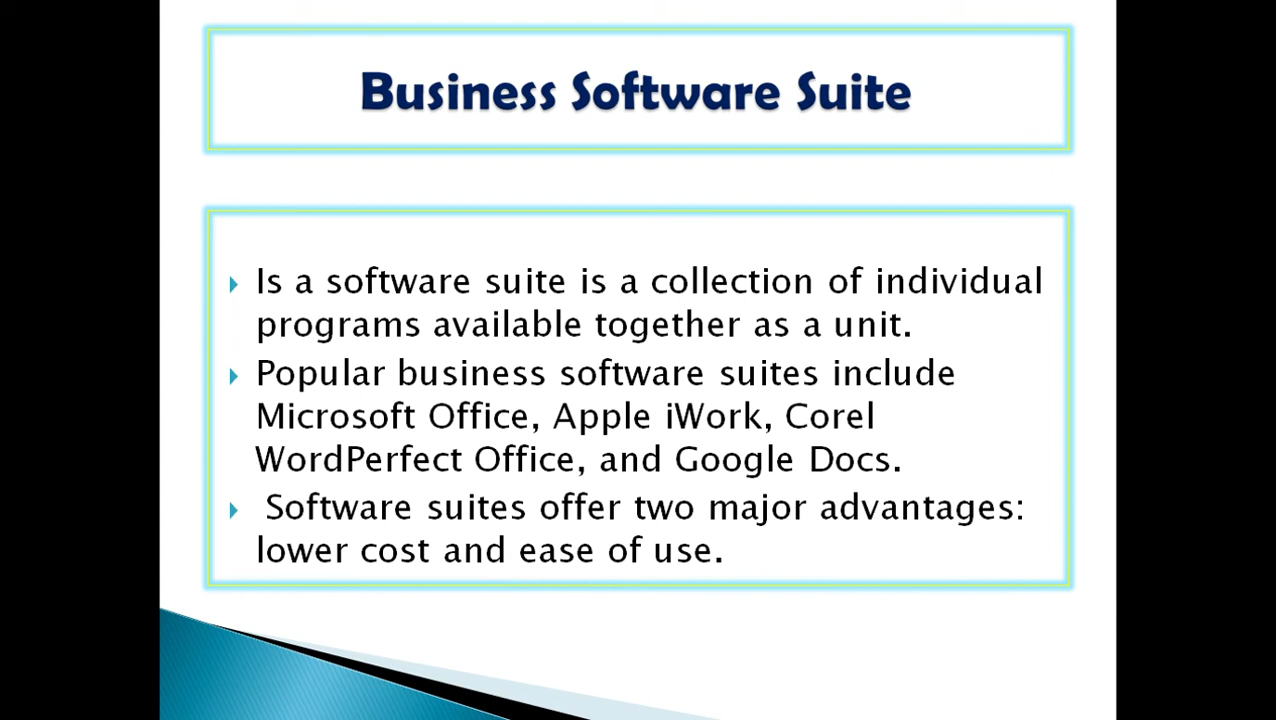 Business Software Suite
Is a software suite is a collection of individual
programs available together as a unit.
Popular business software suites include
Microsoft Office, Apple iWork, Corel
WordPerfect Office, and Google Docs.
Software suites offer two major advantages:
lower cost and ease of use.